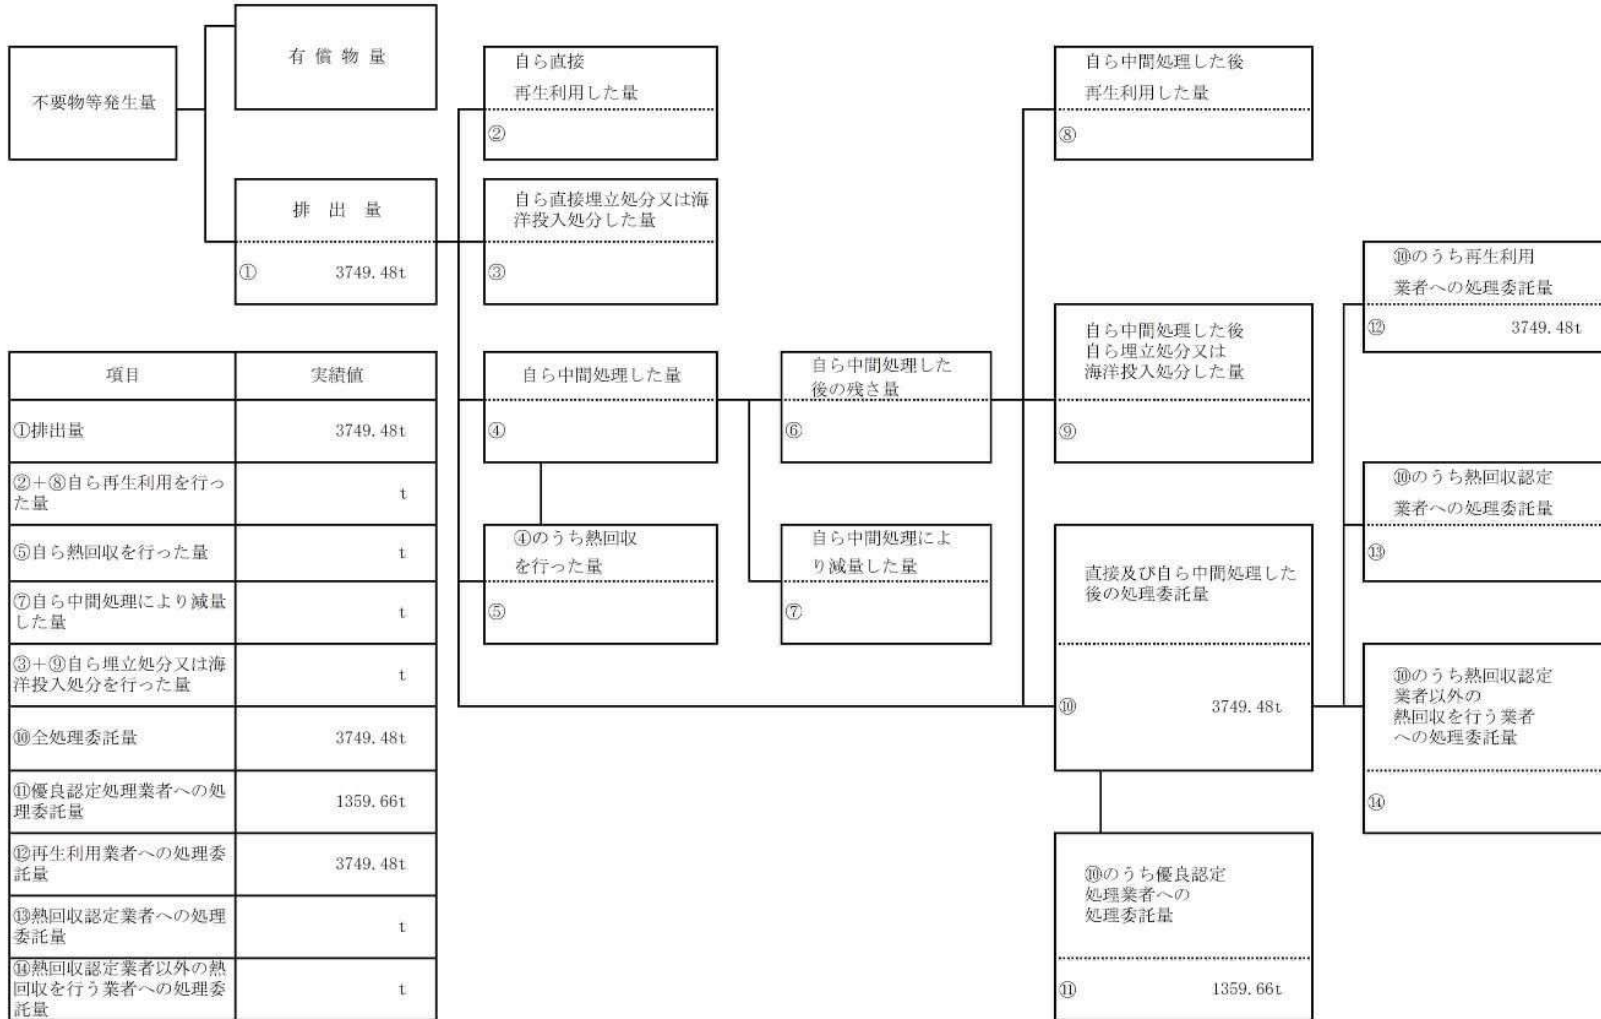 不要物等発生量
有償物量
排出量
① 3749.48t
自ら直接
再生利用した量
②
自ら直接埋立処分又は海
洋投入処分した量
③
自ら中間処理した量
④
④のうち熱回収
を行った量
⑤
自ら中間処理した
後の残さ量
⑥
自ら中間処理によ
り減量した量
⑦
自ら中間処理した後
再生利用した量
⑧
自ら中間処理した後
自ら埋立処分又は
海洋投入処分した量
⑨
直接及び自ら中間処理した
後の処理委託量
⑩ 3749.48t
⑩のうち優良認定
処理業者への
処理委託量
⑪ 1359.66t
⑩のうち再生利用
業者への処理委託量
⑫ 3749.48t
⑩のうち熱回収認定
業者への処理委託量
⑬
⑩のうち熱回収認定
業者以外の
熱回収を行う業者
への処理委託量
⑭
項目 実績値
①排出量 3749.48t
②+⑧自ら再生利用を行っ
た量 t
⑤自ら熱回収を行った量 t
⑦自ら中間処理により減量
した量 t
③+⑨自ら埋立処分又は海
洋投入処分を行った量 t
⑩全処理委託量 3749.48t
⑪優良認定処理業者への処
理委託量 1359.66t
⑫再生利用業者への処理委
託量 3749.48t
⑬熱回収認定業者への処理
委託量 t
⑭熱回収認定業者以外の熱
回収を行う業者への処理委
託量 t